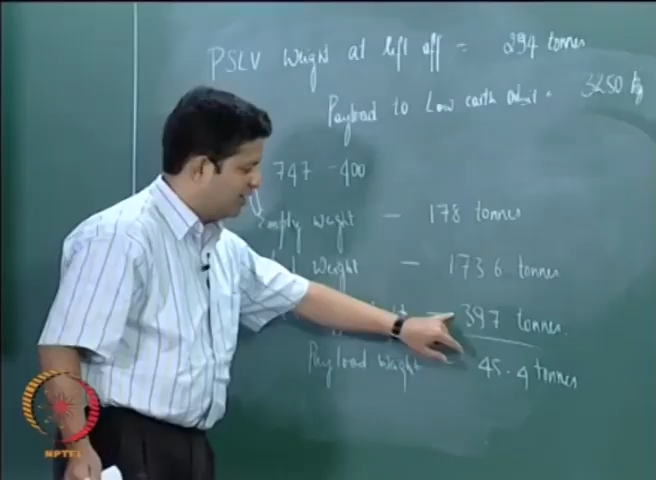 PSLV Weight at lift off = 294 tonnes
Payload to Low earth orbit = 3250 kg
747 - 400
Empty weight - 178 tonnes
Weight - 173 6 tonnes
397 tonnes.
Payload weight - 45.4 tonnes
NPTEL